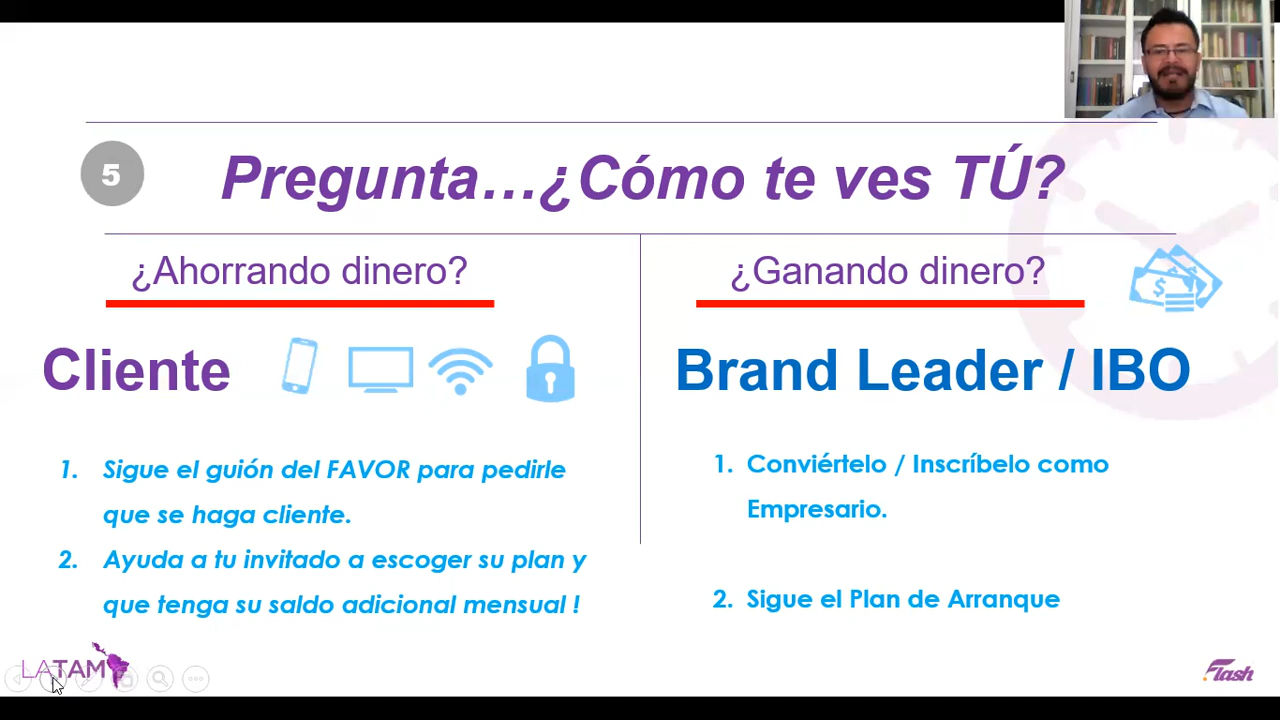 5
Pregunta...¿Cómo te ves TÚ?
¿Ahorrando dinero?
Cliente
1. Sigue el guión del FAVOR para pedirle
que se haga cliente.
2. Ayuda a tu invitado a escoger su plan y
que tenga su saldo adicional mensual !
¿Ganando dinero?
$
Brand Leader / IBO
1. Conviértelo / Inscríbelo como
Empresario.
2. Sigue el Plan de Arranque
LATAM
Flash